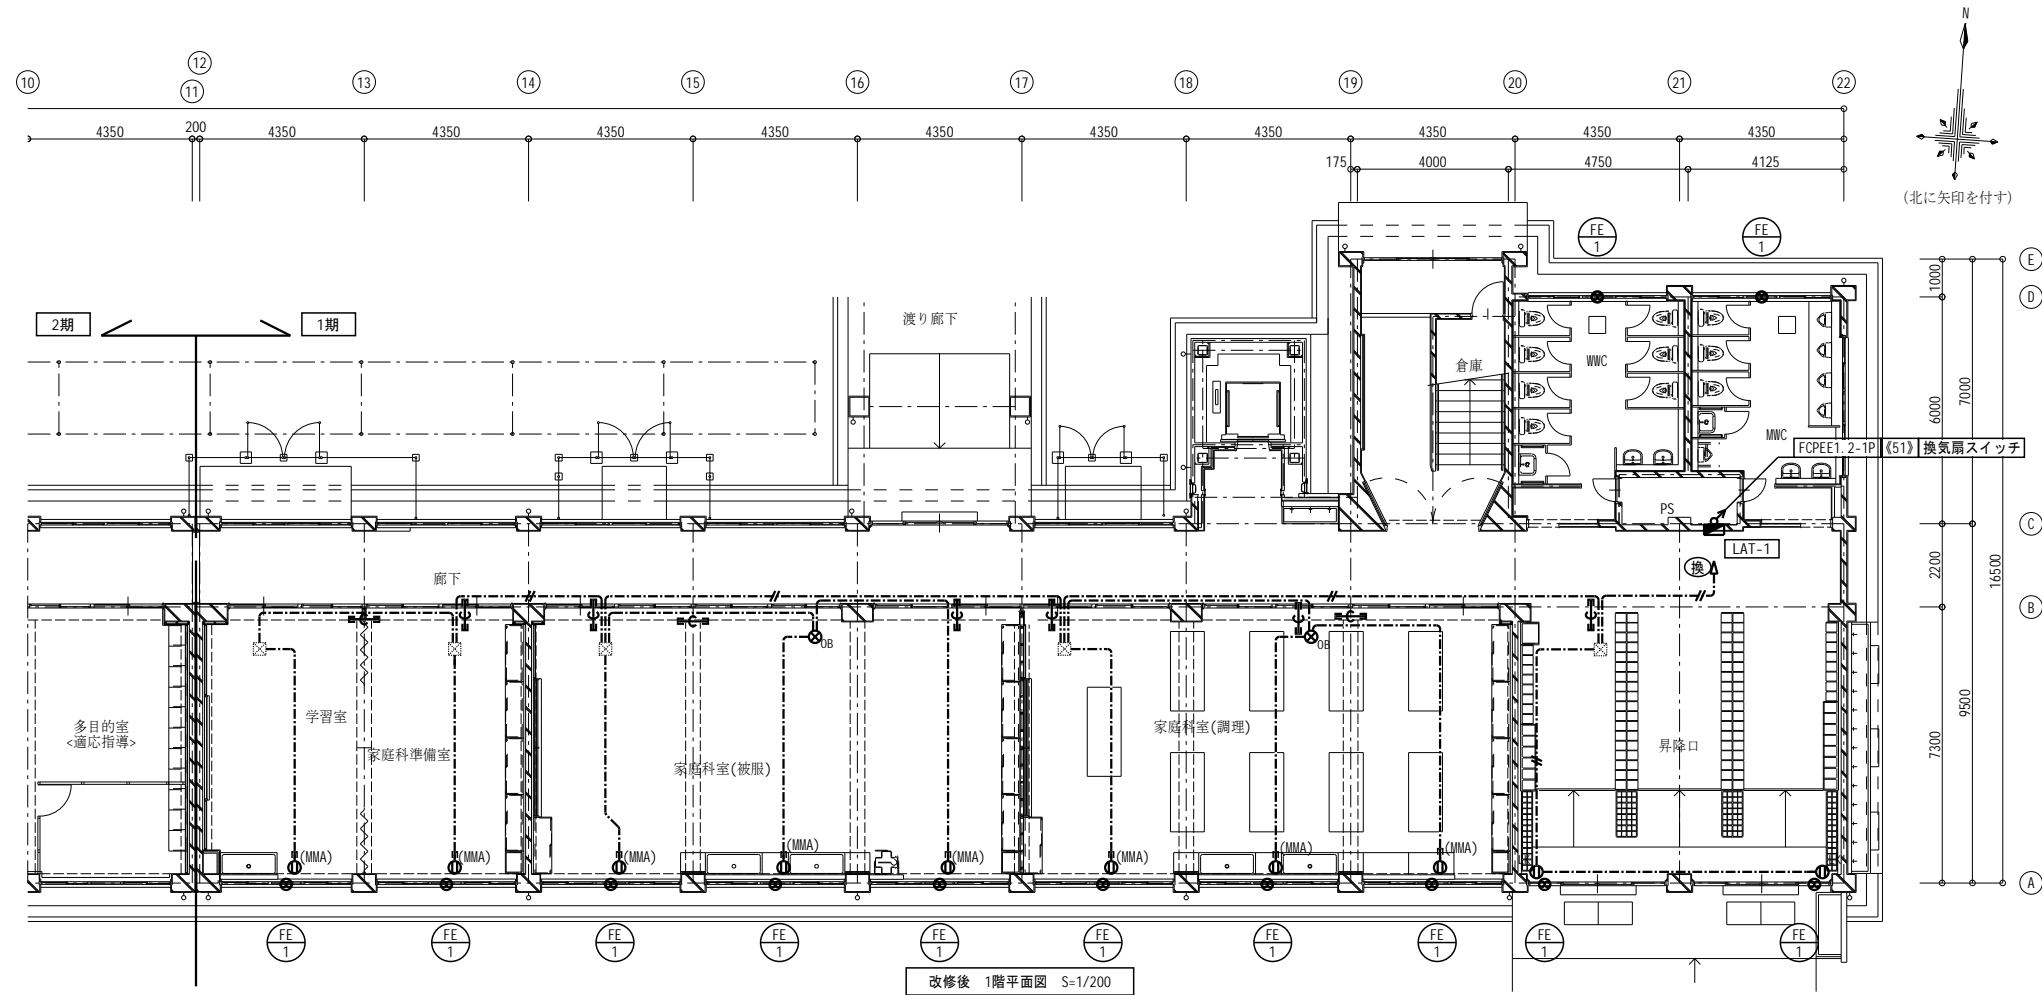 N
(北に矢印を付す)
10
12
11
13
14
15
16
17
18
19
20
21
22
4350
200
4350
4350
4350
4350
4350
4350
4350
4350
4350
4350
175
4000
4750
4125
FE
1
FE
1
E
D
C
B
A
1000
6000
7000
2200
16500
7300
9500
2期
1期
渡り廊下
倉庫
WWC
MWC
FCPEE1.2-1P
《51》
換気扇スイッチ
PS
LAT-1
換
廊下
OB
OB
多目的室
<適応指導>
学習室
家庭科準備室
家庭科室(被服)
家庭科室(調理)
昇降口
(MMA)
(MMA)
(MMA)
(MMA)
(MMA)
(MMA)
(MMA)
(MMA)
FE
1
FE
1
FE
1
FE
1
FE
1
FE
1
FE
1
FE
1
FE
1
FE
1
改修後 1階平面図 S=1/200